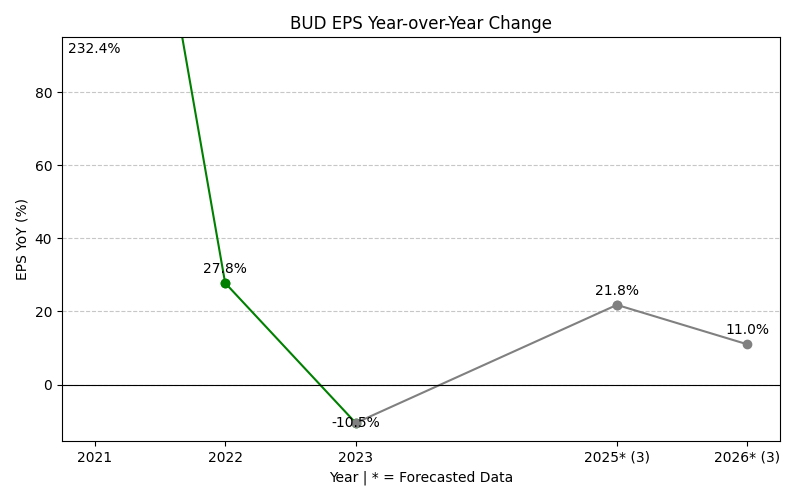 BUD EPS Year-over-Year Change
232.4%
80
60
40
27.8%
21.8%
20
11.0%
0
-10.5%
EPS YoY (%)
2021 2022 2023 2025* (3) 2026* (3)
Year | * = Forecasted Data